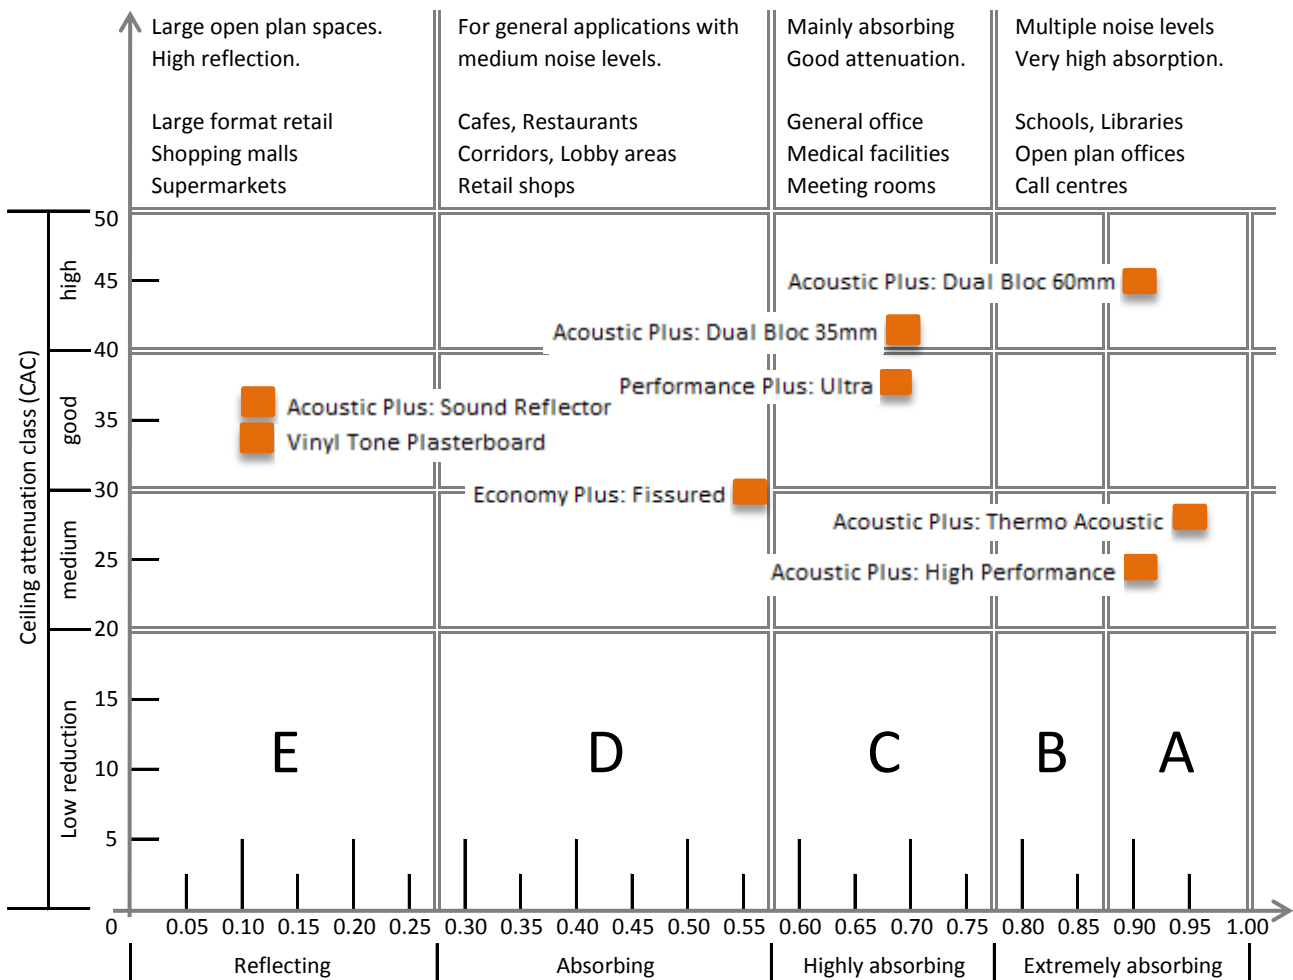 Large open plan spaces.
High reflection.
Large format retail
Shopping malls
Supermarkets
For general applications with
medium noise levels.
Cafes, Restaurants
Corridors, Lobby areas
Retail shops
Mainly absorbing
Good attenuation.
General office
Medical facilities
Meeting rooms
Multiple noise levels
Very high absorption.
Schools, Libraries
Open plan offices
Call centres
Ceiling attenuation class (CAC)
high
good
medium
Low reduction
50
45
40
35
30
25
20
15
10
5
0
Acoustic Plus: Dual Bloc 60mm
Acoustic Plus: Dual Bloc 35mm
Performance Plus: Ultra
Acoustic Plus: Sound Reflector
Vinyl Tone Plasterboard
Economy Plus: Fissured
Acoustic Plus: Thermo Acoustic
Acoustic Plus: High Performance
E D C B A
0.05 0.10 0.15 0.20 0.25 0.30 0.35 0.40 0.45 0.50 0.55 0.60 0.65 0.70 0.75 0.80 0.85 0.90 0.95 1.00
Reflecting Absorbing Highly absorbing Extremely absorbing